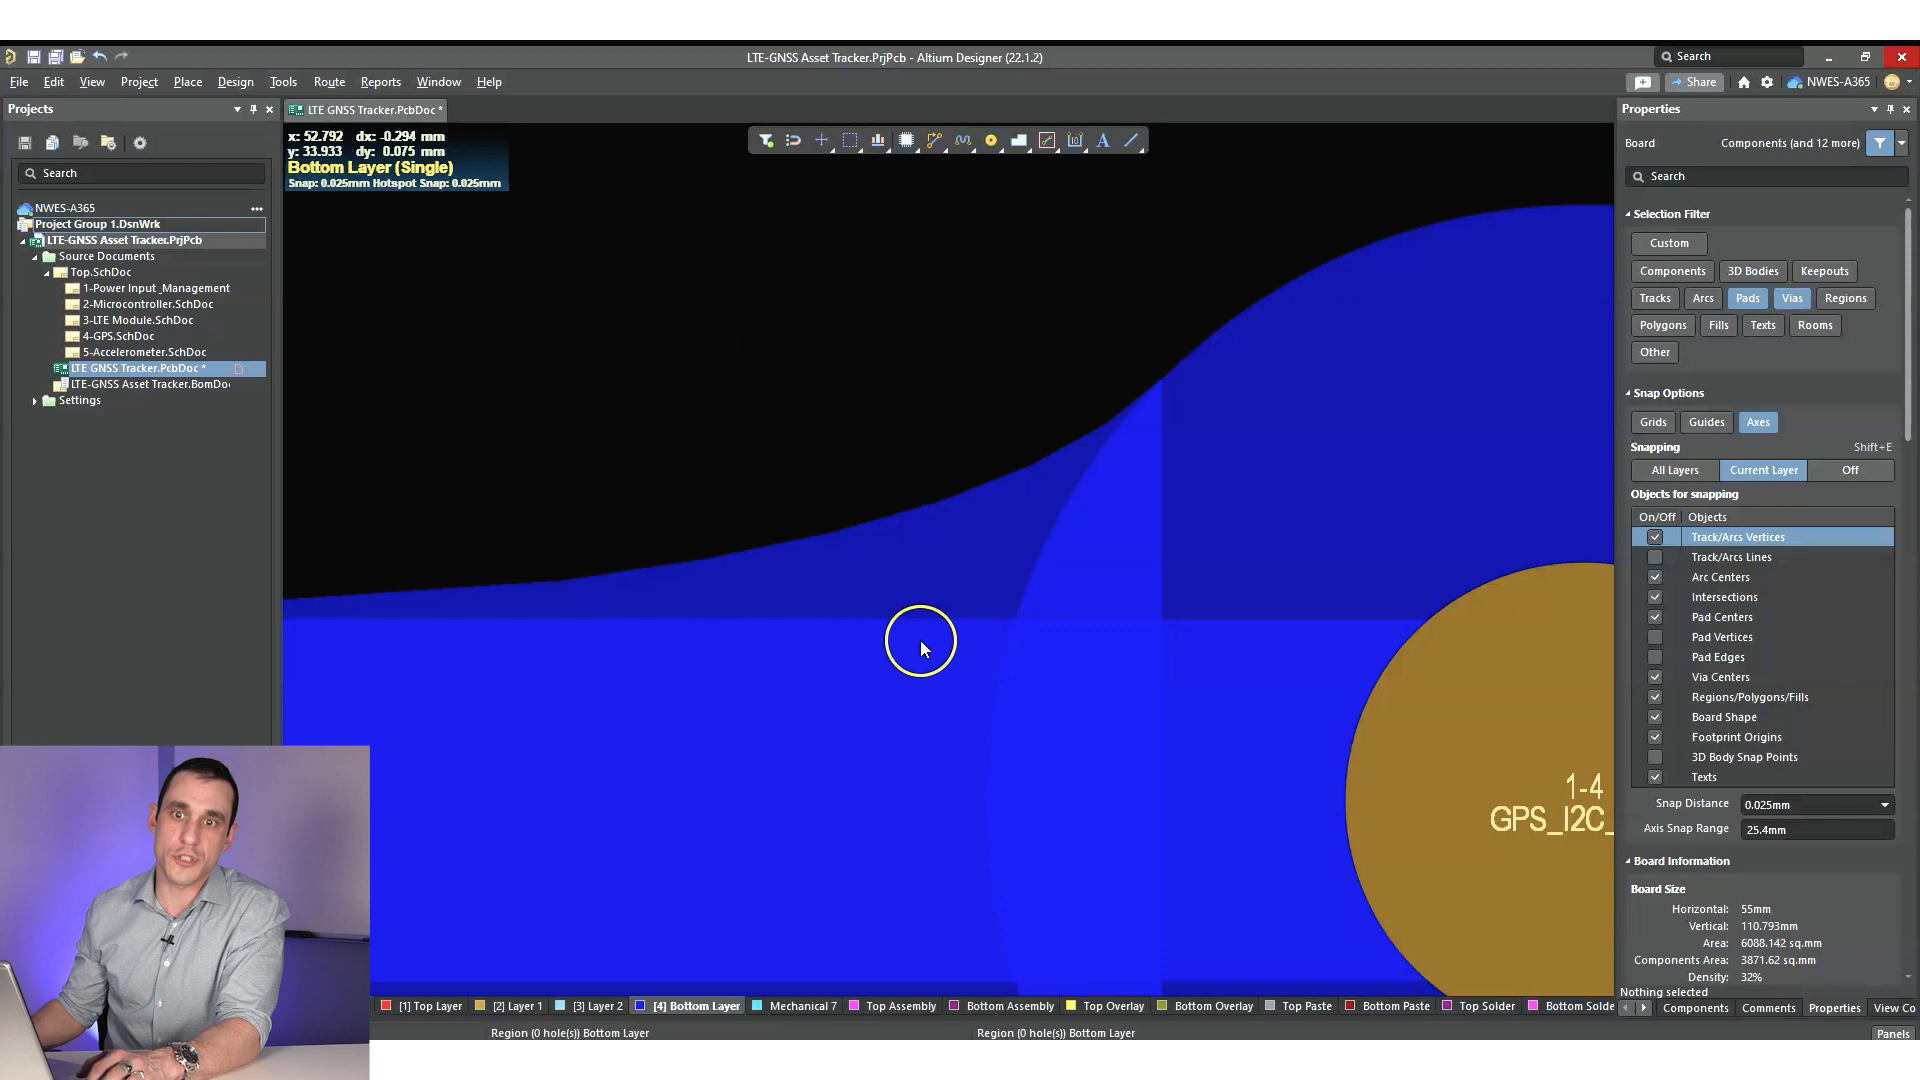 LTE-GNSS Asset Tracker.PrjPcb - Altium Designer (22.1.2)
Search
File Edit View Project Place Design Tools Route Reports Window Help
Share
NWES-A365
Projects
LTE GNSS Tracker.PcbDoc *
Properties
x: 52.792 dx: -0.294 mm
y: 33.933 dy: 0.075 mm
Bottom Layer (Single)
Snap: 0.025mm Hotspot Snap: 0.025mm
Board
Components (and 12 more)
Search
Search
NWES-A365
Project Group 1.DsnWrk
LTE-GNSS Asset Tracker.PrjPcb
Source Documents
Top.SchDoc
1-Power Input_Management
2-Microcontroller.SchDoc
3-LTE Module.SchDoc
4-GPS.SchDoc
5-Accelerometer.SchDoc
LTE GNSS Tracker.PcbDoc *
LTE-GNSS Asset Tracker.BomDo
Settings
Selection Filter
Custom
Components 3D Bodies Keepouts
Tracks Arcs Pads Vias Regions
Polygons Fills Texts Rooms
Other
Snap Options
Grids Guides Axes
Snapping Shift+E
All Layers Current Layer Off
Objects for snapping
On/Off Objects
Track/Arcs Vertices
Track/Arcs Lines
Arc Centers
Intersections
Pad Centers
Pad Vertices
Pad Edges
Via Centers
Regions/Polygons/Fills
Board Shape
Footprint Origins
3D Body Snap Points
Texts
Snap Distance 0.025mm
Axis Snap Range 25.4mm
Board Information
Board Size
Horizontal: 55mm
Vertical: 110.793mm
Area: 6088.142 sq.mm
Components Area: 3871.62 sq.mm
Density: 32%
Nothing selected
1-4
GPS_I2C_
[1] Top Layer [2] Layer 1 [3] Layer 2 [4] Bottom Layer Mechanical 7 Top Assembly Bottom Assembly Top Overlay Bottom Overlay Top Paste Bottom Paste Top Solder Bottom Solde
Components Comments Properties View Co
Region (0 hole(s)) Bottom Layer
Region (0 hole(s)) Bottom Layer
Panels